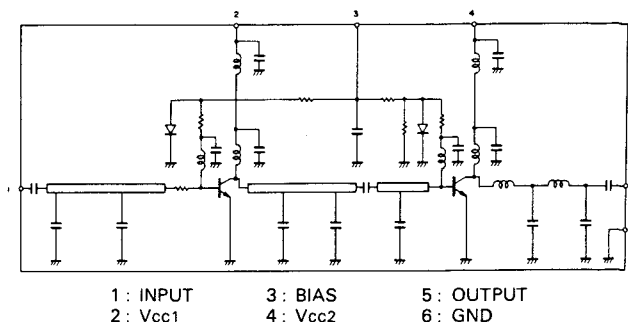 2 3 4
1
1 : INPUT 3 : BIAS 5 : OUTPUT
2 : Vcc1 4 : Vcc2 6 : GND